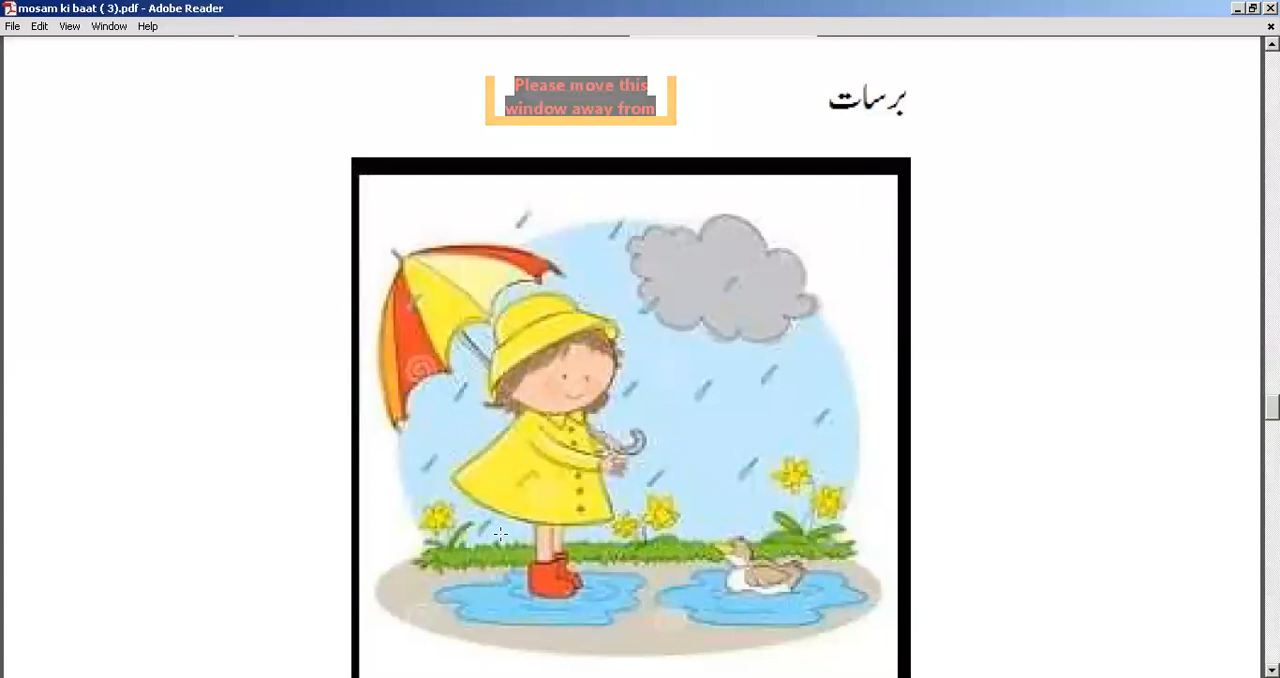 mosam ki baat ( 3).pdf - Adobe Reader
File Edit View Window Help
Please move this
window away from
برسات